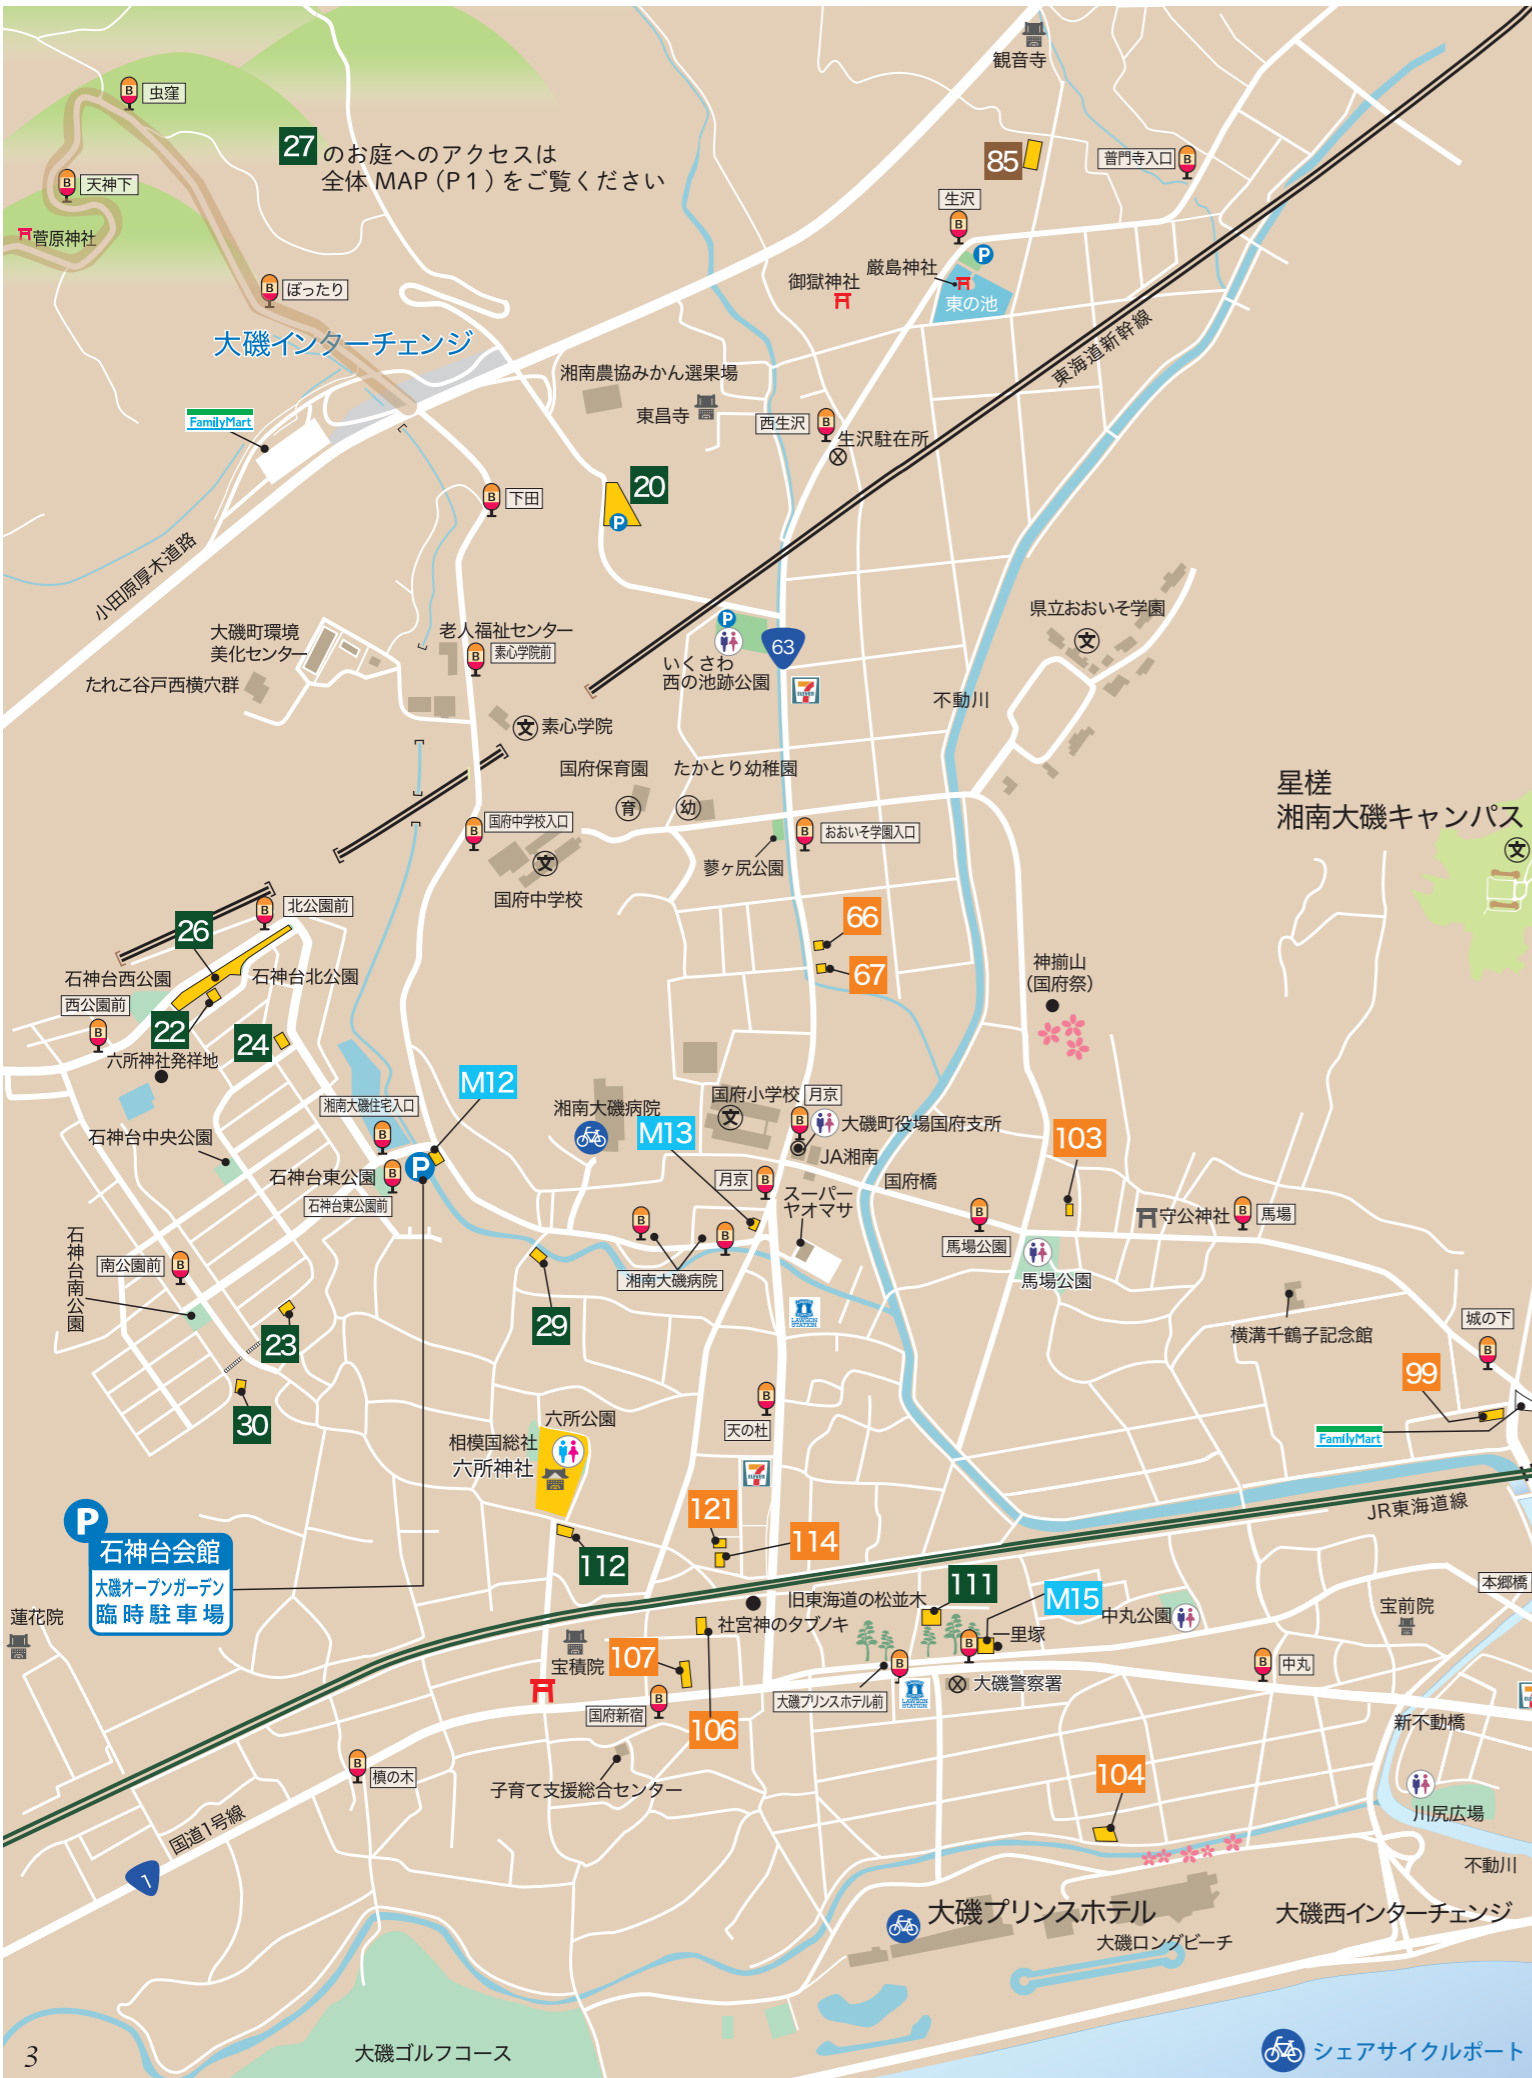 観音寺
虫窪
27 のお庭へのアクセスは
全体 MAP(P1)をご覧ください
85
普門寺入口
天神下
生沢
P
菅原神社
厳島神社
御獄神社
東の池
ぼったり
大磯インターチェンジ
東海道新幹線
湘南農協みかん選果場
東昌寺
FamilyMart
西生沢
生沢駐在所
20
下田
P
小田原厚木道路
県立おおいそ学園
文
大磯町環境
美化センター
老人福祉センター
素心学院前
P
63
いくさわ
西の池跡公園
たれこ谷戸西横穴群
7
ELEVEN
不動川
文 素心学院
国府保育園
たかとり幼稚園
星槎
湘南大磯キャンパス
文
育
幼
国府中学校入口
おおいそ学園入口
文
蓼ヶ尻公園
国府中学校
北公園前
26
66
石神台西公園
石神台北公園
67
神揃山
(国府祭)
西公園前
22
24
六所神社発祥地
M12
湘南大磯住宅入口
湘南大磯病院
国府小学校
月京
文
M13
大磯町役場国府支所
103
石神台中央公園
JA湘南
石神台東公園
P
月京
国府橋
石神台東公園前
スーパー
ヤオマサ
守公神社
馬場
石神台南公園
馬場公園
南公園前
湘南大磯病院
馬場公園
LAWSON
STATION
29
23
横溝千鶴子記念館
城の下
99
30
六所公園
天の杜
相模国総社
六所神社
FamilyMart
7
ELEVEN
P
石神台会館
大磯オープンガーデン
臨時駐車場
121
114
JR東海道線
112
111
本郷橋
M15
旧東海道の松並木
中丸公園
宝前院
蓮花院
社宮神のタブノキ
一里塚
107
宝積院
中丸
大磯警察署
大磯プリンスホテル前
LAWSON
STATION
国府新宿
106
新不動橋
槙の木
子育て支援総合センター
104
国道1号線
川尻広場
1
不動川
大磯プリンスホテル
大磯西インターチェンジ
大磯ロングビーチ
3
大磯ゴルフコース
シェアサイクルポート